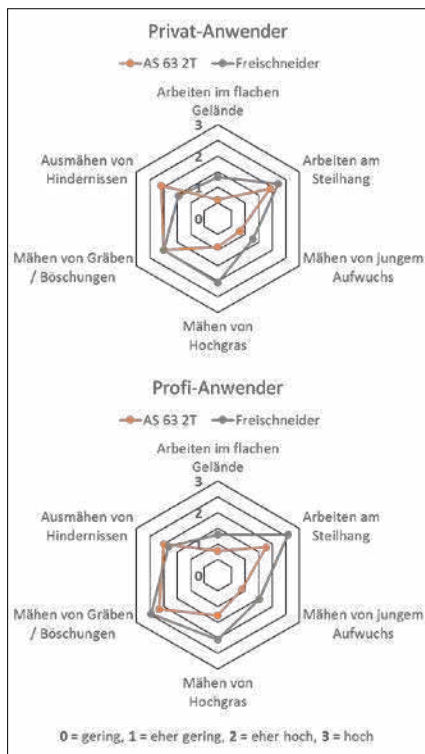 Privat-Anwender
AS 63 2T Freischneider
Arbeiten im flachen
Gelände
3
2
1
0
Ausmähen von
Hindernissen
Arbeiten am
Steilhang
Mähen von Gräben
/ Böschungen
Mähen von jungem
Aufwuchs
Mähen von
Hochgras
Profi-Anwender
AS 63 2T Freischneider
Arbeiten im flachen
Gelände
3
2
1
0
Ausmähen von
Hindernissen
Arbeiten am
Steilhang
Mähen von Gräben
/ Böschungen
Mähen von jungem
Aufwuchs
Mähen von
Hochgras
0 = gering, 1 = eher gering, 2 = eher hoch, 3 = hoch